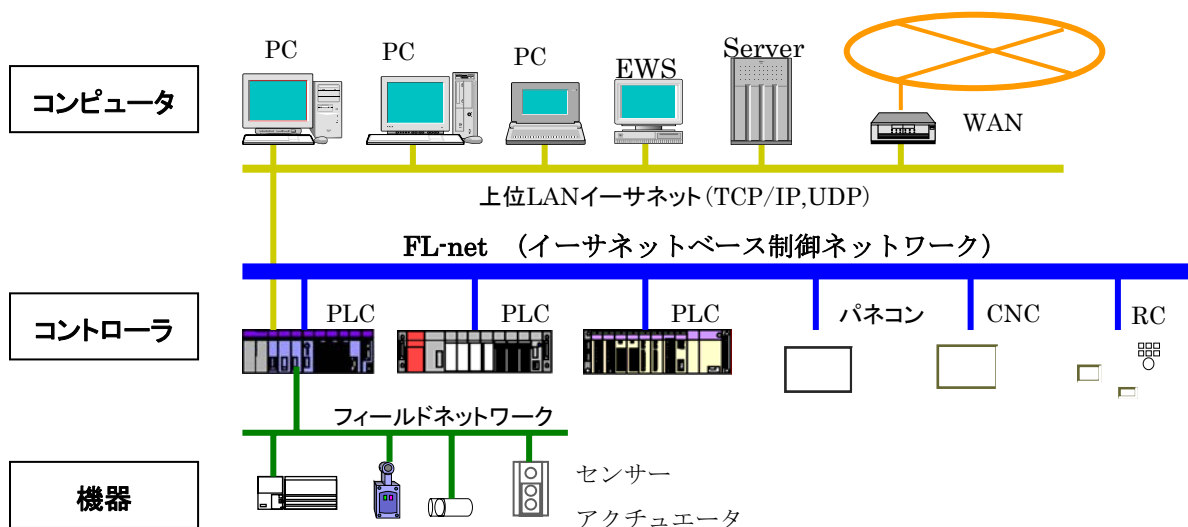 PC
PC
PC
EWS
Server
コンピュータ
WAN
上位LANイーサネット(TCP/IP,UDP)
FL-net (イーサネットベース制御ネットワーク)
コントローラ
PLC
PLC
PLC
パネコン
CNC
RC
フィールドネットワーク
機器
センサー
アクチュエータ